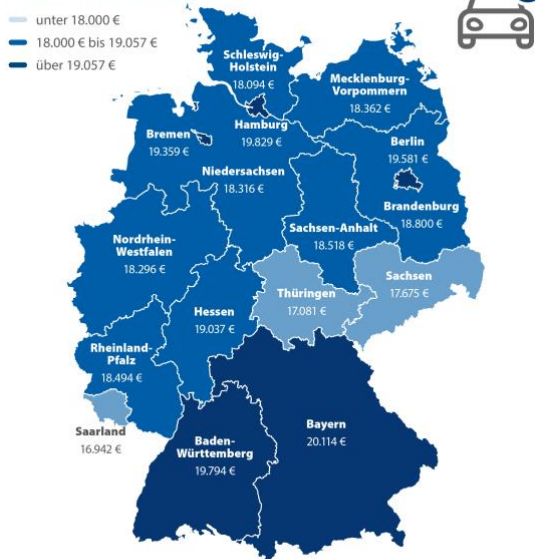 unter 18.000 €
18.000 € bis 19.057 €
über 19.057 €
Schleswig-
Holstein
18.094 €
Mecklenburg-
Vorpommern
18.362 €
Hamburg
19.829 €
Bremen
19.359 €
Berlin
19.581 €
Niedersachsen
18.316 €
Brandenburg
18.800 €
Sachsen-Anhalt
18.518 €
Nordrhein-
Westfalen
18.296 €
Sachsen
17.675 €
Thüringen
17.081 €
Hessen
19.037 €
Rheinland-
Pfalz
18.494 €
Saarland
16.942 €
Bayern
20.114 €
Baden-
Württemberg
19.794 €